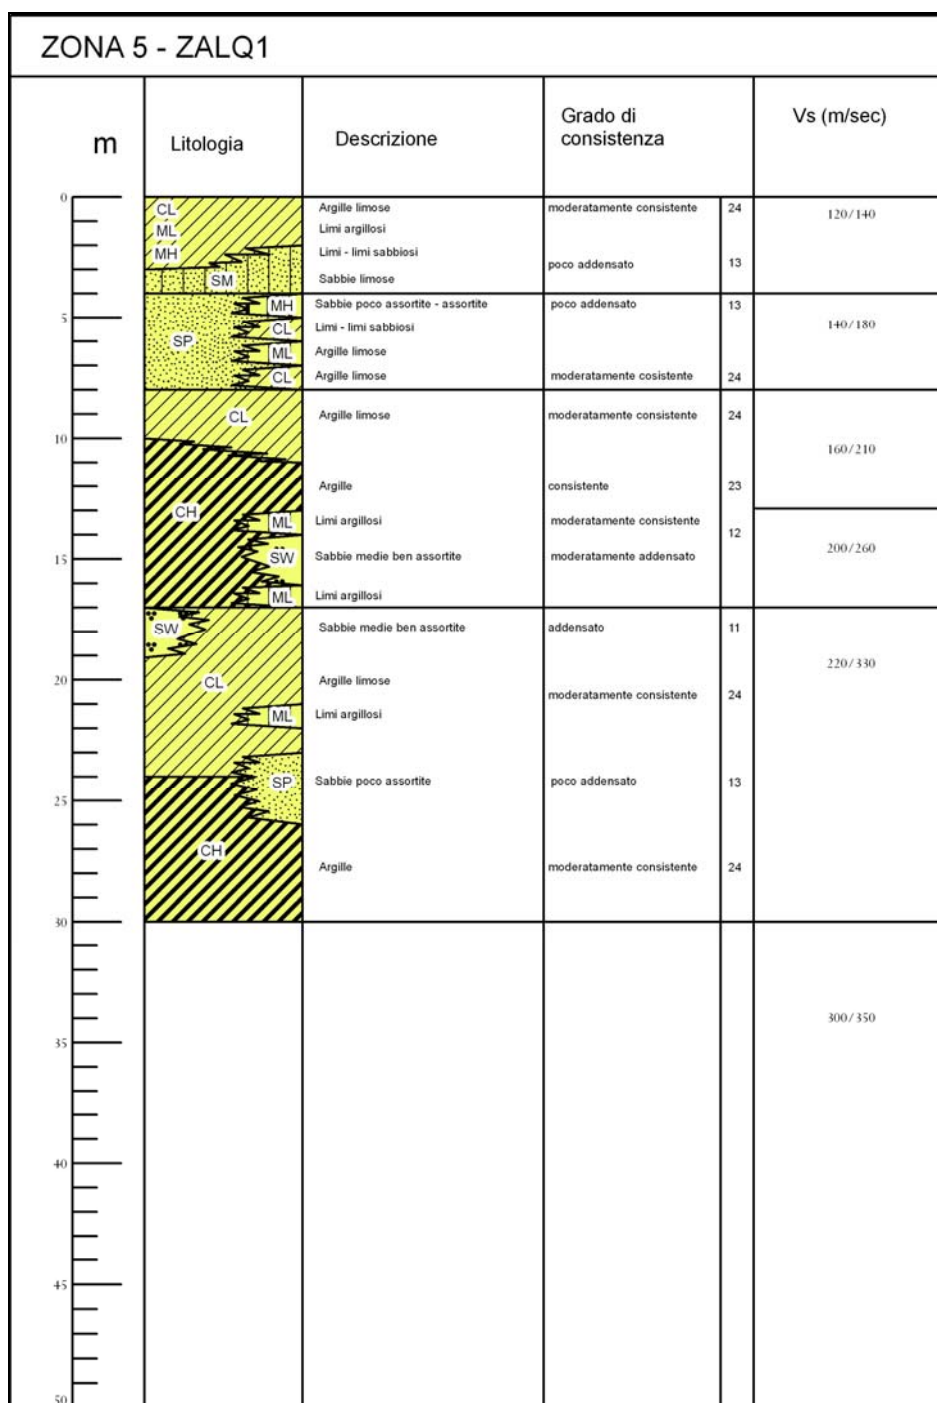 ZONA 5 - ZALQ1
m
Litologia
Descrizione
Grado di
consistenza
Vs (m/sec)
0
CL
Argille limose
moderatamente consistente
24
120/140
ML
Limi argillosi
MH
Limi - limi sabbiosi
poco addensato
13
SM
Sabbie limose
MH
Sabbie poco assortite - assortite
poco addensato
13
5
CL
Limi - limi sabbiosi
140/180
SP
ML
Argille limose
CL
Argille limose
moderatamente cosistente
24
CL
Argille limose
moderatamente consistente
24
10
160/210
Argille
consistente
23
CH
ML
Limi argillosi
moderatamente consistente
12
200/260
15
SW
Sabbie medie ben assortite
moderatamente addensato
ML
Limi argillosi
SW
Sabbie medie ben assortite
addensato
11
220/330
20
CL
Argille limose
moderatamente consistente
24
ML
Limi argillosi
SP
Sabbie poco assortite
poco addensato
13
25
CH
Argille
moderatamente consistente
24
30
300/350
35
40
45
50